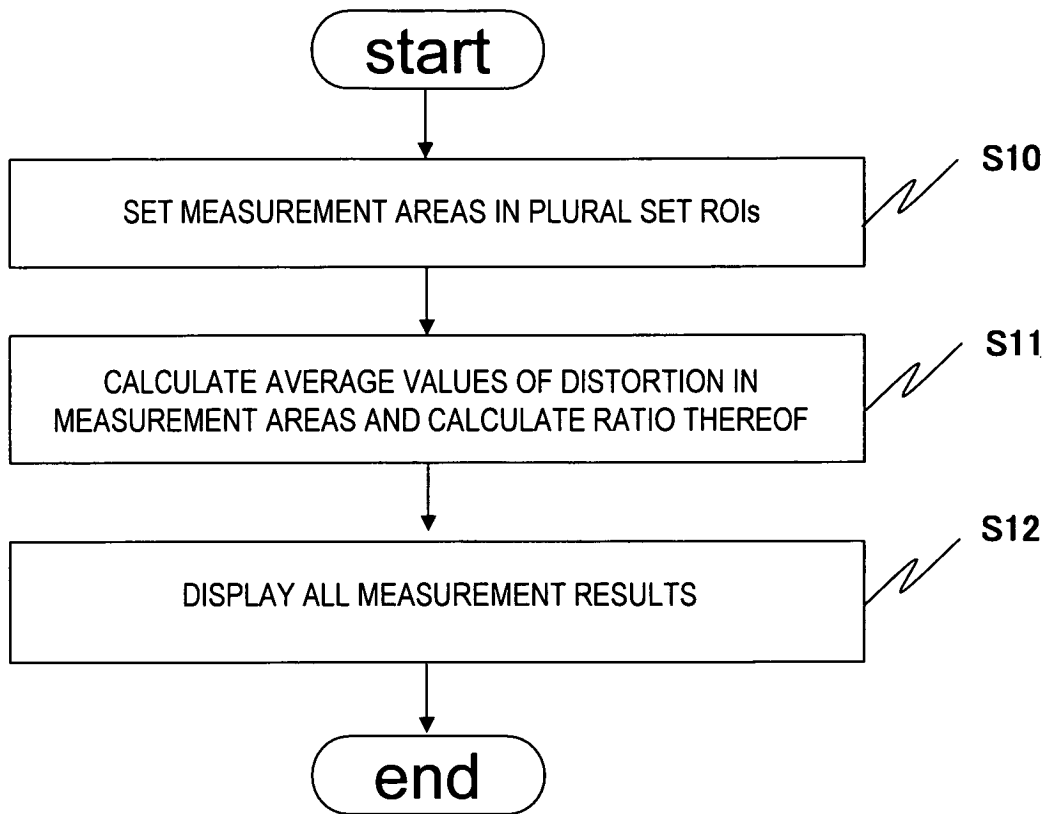 start
S10
SET MEASUREMENT AREAS IN PLURAL SET ROIs
S11
CALCULATE AVERAGE VALUES OF DISTORTION IN
MEASUREMENT AREAS AND CALCULATE RATIO THEREOF
S12
DISPLAY ALL MEASUREMENT RESULTS
end